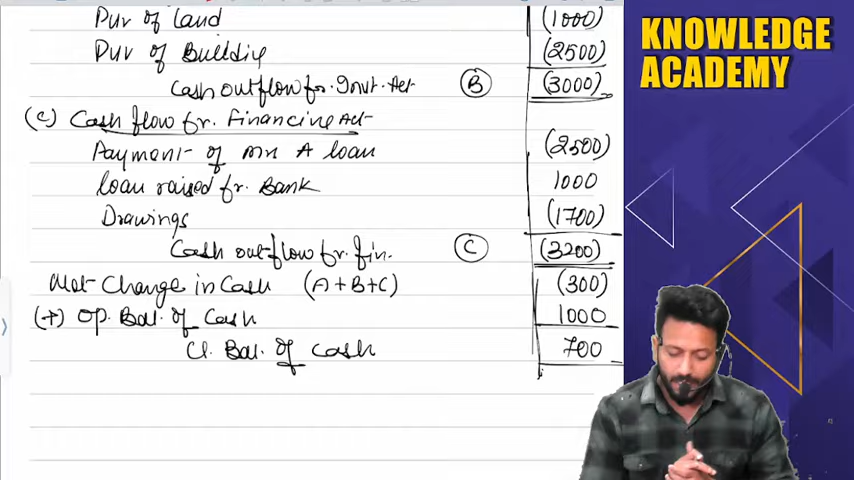 Pur of Land (1000)
Pur of Building (2500)
Cash outflow fr. Invt. Act B (3000)
(c) Cash flow fr. Financing Act
Payment of Mr A loan (2500)
loan raised fr. Bank 1000
Drawings (1700)
Cash outflow fr. fin. C (3200)
Net Change in Cash (A+B+C) (300)
(+) Op. Bal. of Cash 1000
Cl. Bal. of Cash 700
KNOWLEDGE
ACADEMY